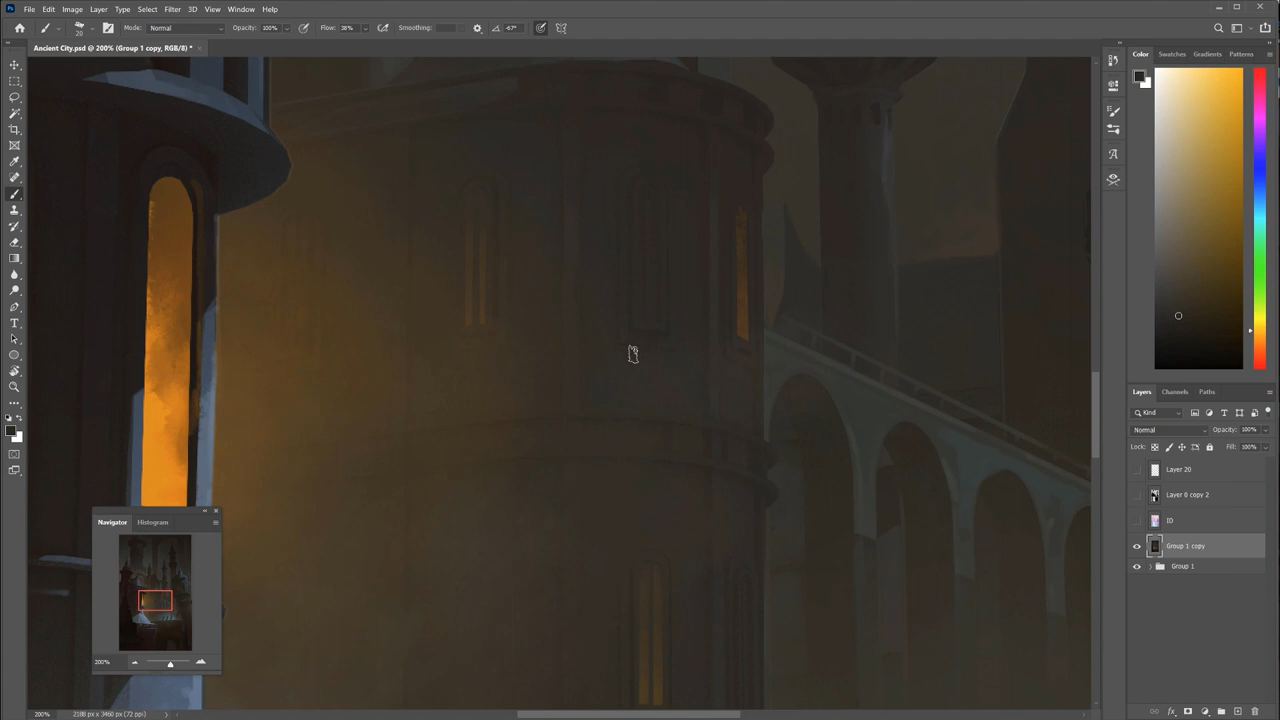 File Edit Image Layer Type Select Filter 3D View Window Help
20 Mode: Normal Opacity: 100% Flow: 38% Smoothing: -67°
Ancient City.psd @ 200% (Group 1 copy, RGB/8) *
Color Swatches Gradients Patterns
Layers Channels Paths
Kind
Normal Opacity: 100%
Lock: Fill: 100%
Layer 20
Layer 0 copy 2
ID
Group 1 copy
Group 1
Navigator Histogram
200%
200% 2188 px x 3460 px (72 ppi)